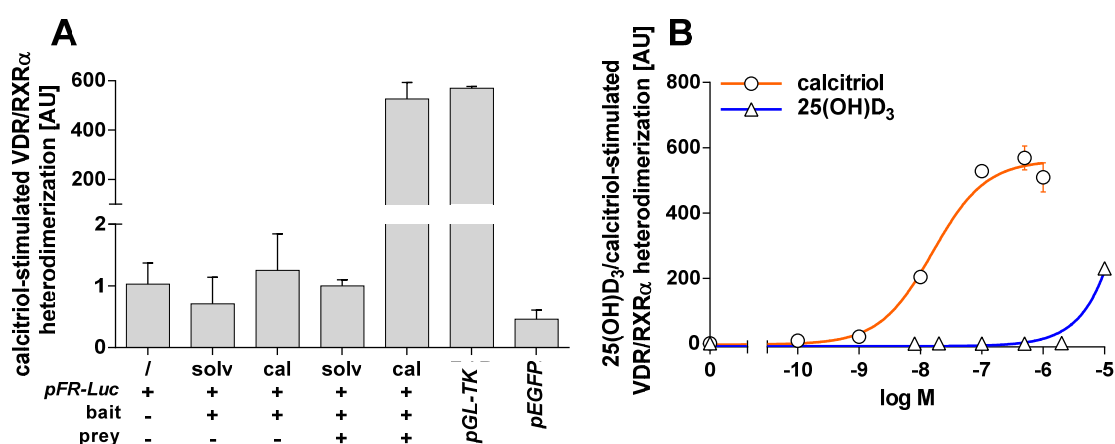 A
calcitriol-stimulated VDR/RXRα
heterodimerization [AU]
600
400
200
2
1
0
/ solv cal solv cal
pFR-Luc + + + + +
bait - + + + +
prey - - - + +
pGL-TK
pEGFP
B
25(OH)D3/calcitriol-stimulated
VDR/RXRα heterodimerization [AU]
800
600
400
200
0
calcitriol
25(OH)D3
0 -10 -9 -8 -7 -6 -5
log M